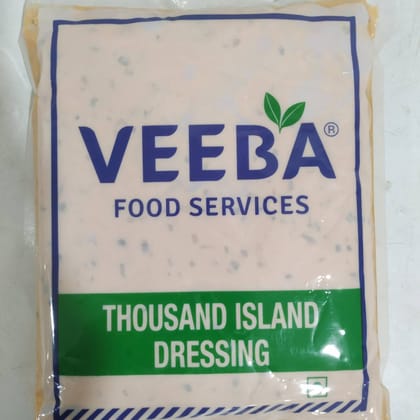 VEEBA®
FOOD SERVICES
THOUSAND ISLAND
DRESSING